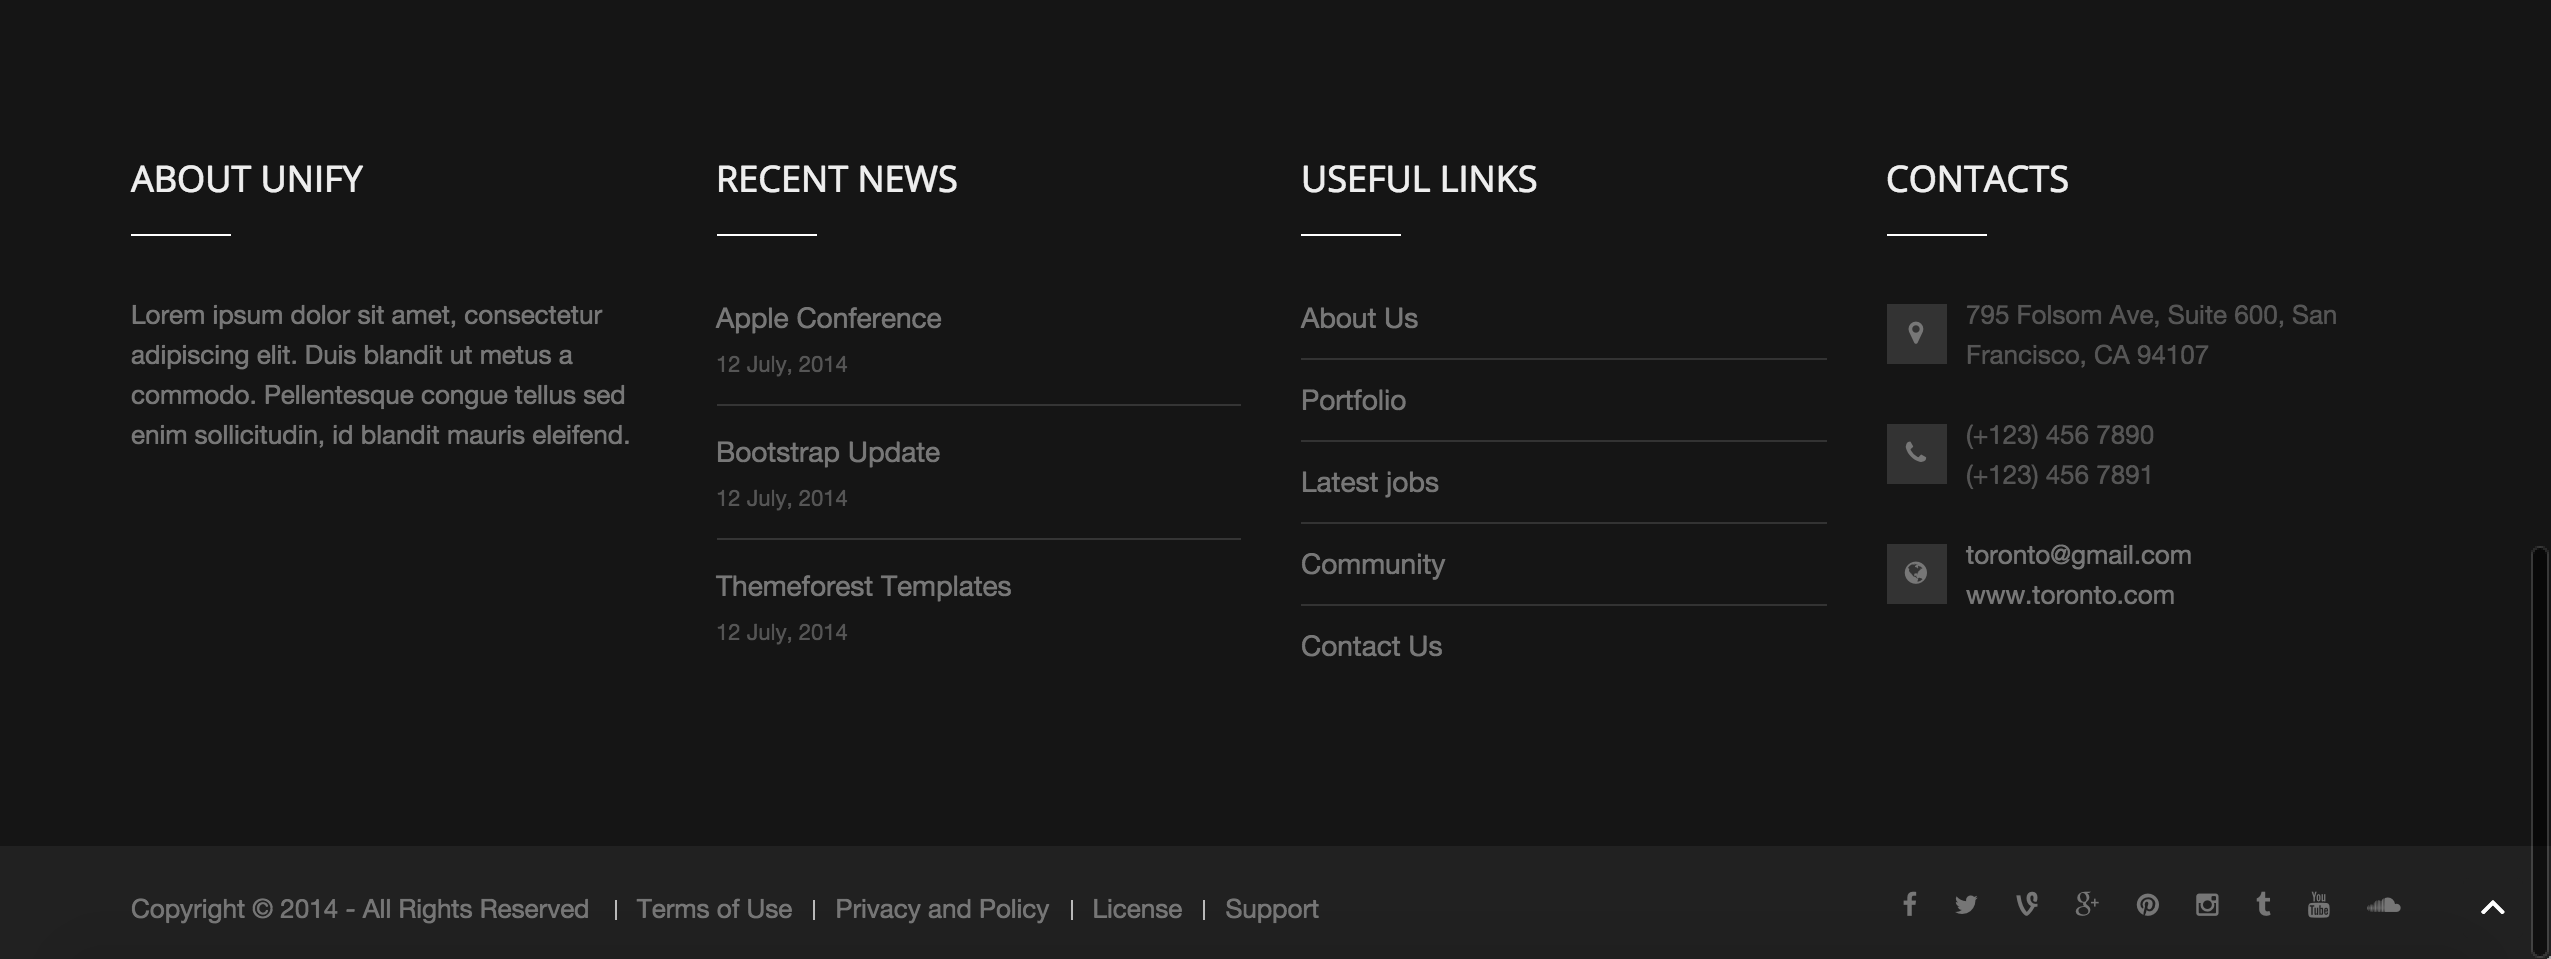 ABOUT UNIFY
Lorem ipsum dolor sit amet, consectetur
adipiscing elit. Duis blandit ut metus a
commodo. Pellentesque congue tellus sed
enim sollicitudin, id blandit mauris eleifend.
RECENT NEWS
Apple Conference
12 July, 2014
Bootstrap Update
12 July, 2014
Themeforest Templates
12 July, 2014
USEFUL LINKS
About Us
Portfolio
Latest jobs
Community
Contact Us
CONTACTS
795 Folsom Ave, Suite 600, San
Francisco, CA 94107
(+123) 456 7890
(+123) 456 7891
toronto@gmail.com
www.toronto.com
Copyright © 2014 - All Rights Reserved | Terms of Use | Privacy and Policy | License | Support